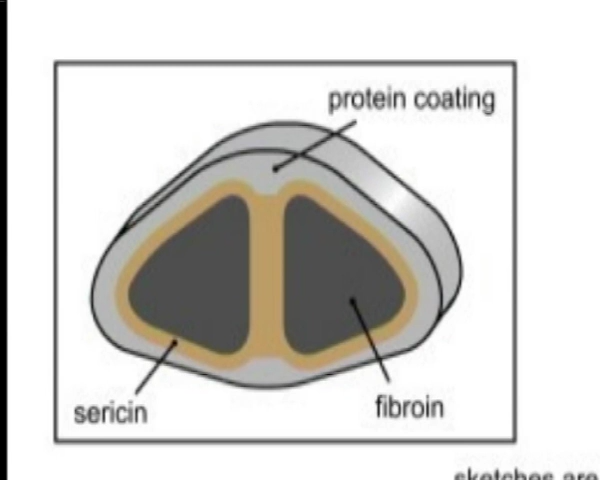 protein coating
sericin
fibroin
sketches are